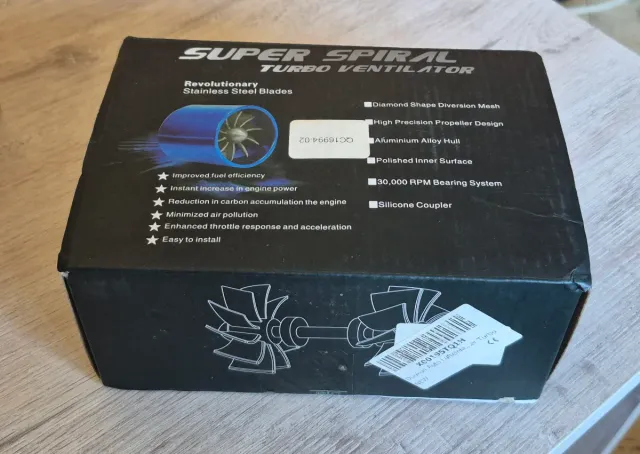 SUPER SPIRAL
TURBO VENTILATOR
Revolutionary
Stainless Steel Blades
Diamond Shape Diversion Mesh
High Precision Propeller Design
Aluminium Alloy Hull
Polished Inner Surface
30,000 RPM Bearing System
Silicone Coupler
QC16994-02
Improved fuel efficiency
Instant increase in engine power
Reduction in carbon accumulation the engine
Minimized air pollution
Enhanced throttle response and acceleration
Easy to install
Turbo
CE